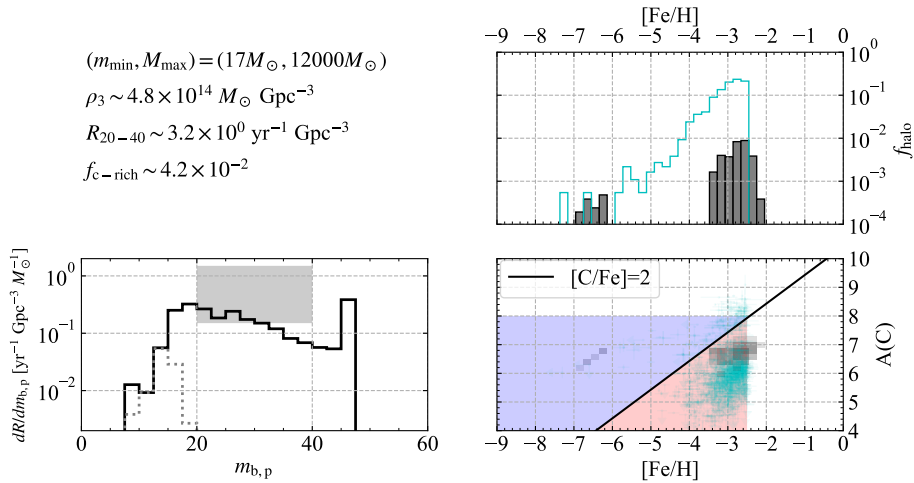 (m_min, M_max) = (17M_⊙, 12000M_⊙)
ρ_3 ∼ 4.8 × 10^14 M_⊙ Gpc^−3
R_20−40 ∼ 3.2 × 10^0 yr^−1 Gpc^−3
f_c−rich ∼ 4.2 × 10^−2
[Fe/H]
−9 −8 −7 −6 −5 −4 −3 −2 −1 0
10^0
10^−1
10^−2
10^−3
10^−4
f_halo
dR/dm_b,p [yr^−1 Gpc^−3 M_⊙^−1]
10^0
10^−1
10^−2
0 20 40 60
m_b,p
[C/Fe]=2
10
9
8
7
6
5
4
A(C)
−9 −8 −7 −6 −5 −4 −3 −2 −1 0
[Fe/H]